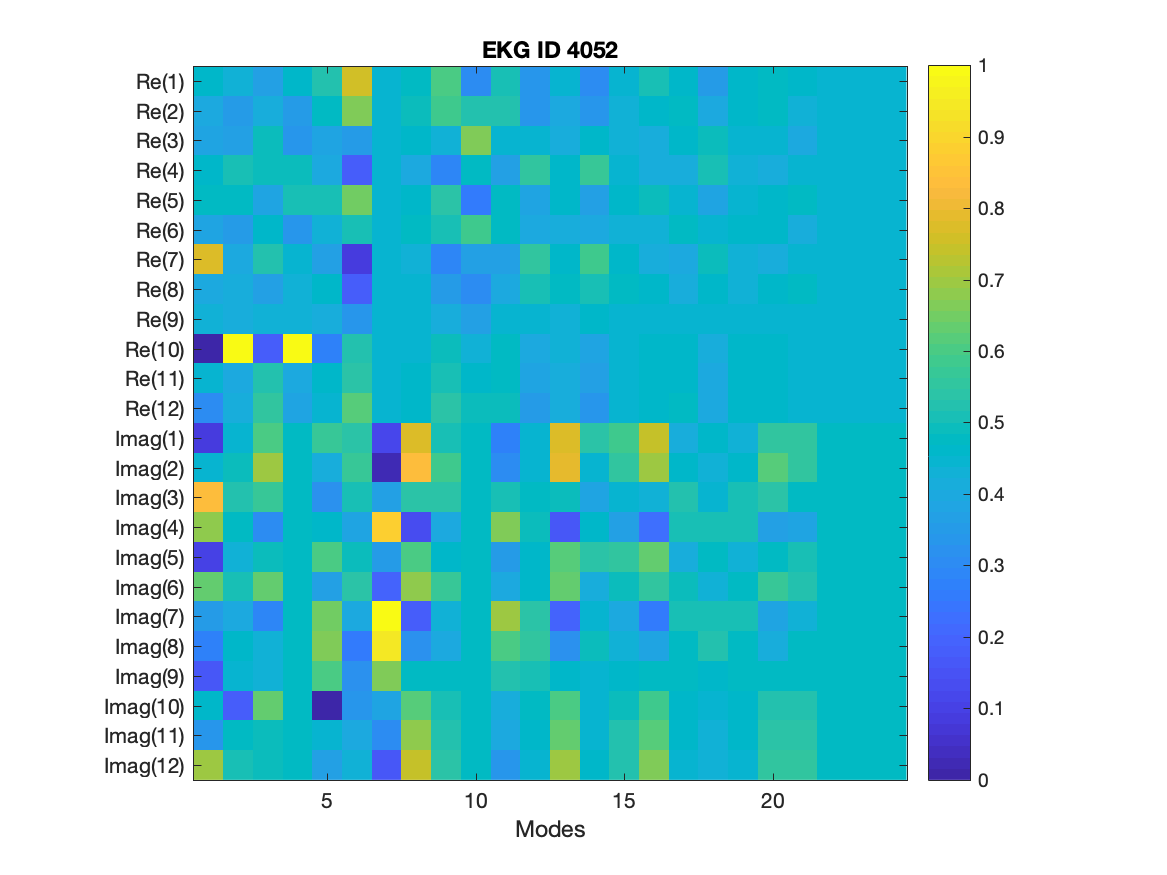 EKG ID 4052
Re(1)
Re(2)
Re(3)
Re(4)
Re(5)
Re(6)
Re(7)
Re(8)
Re(9)
Re(10)
Re(11)
Re(12)
Imag(1)
Imag(2)
Imag(3)
Imag(4)
Imag(5)
Imag(6)
Imag(7)
Imag(8)
Imag(9)
Imag(10)
Imag(11)
Imag(12)
5 10 15 20
Modes
1
0.9
0.8
0.7
0.6
0.5
0.4
0.3
0.2
0.1
0